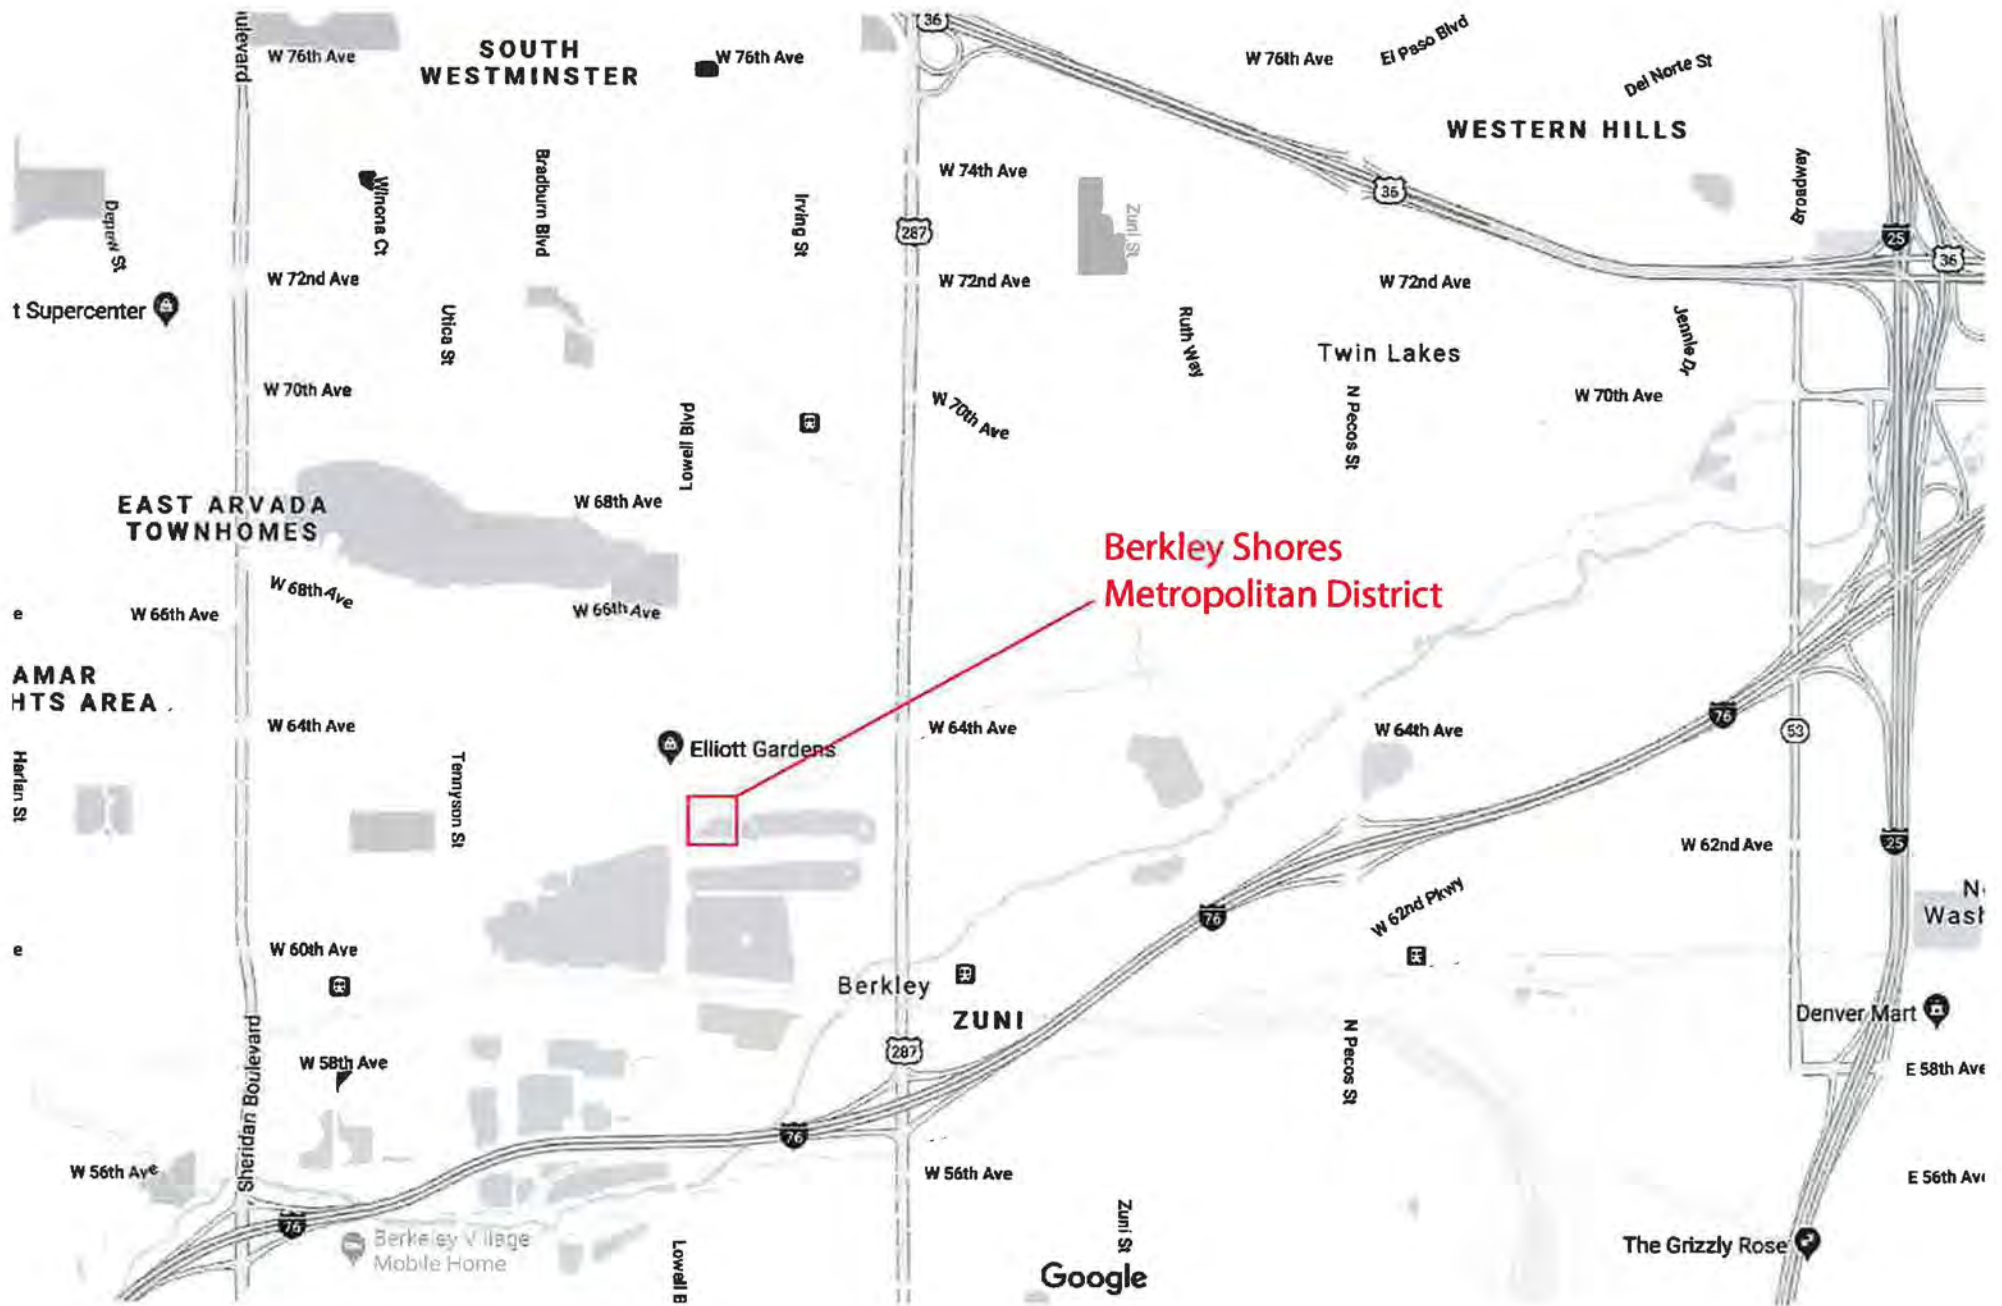 ulevard
W 76th Ave
SOUTH
WESTMINSTER
W 76th Ave
36
W 76th Ave
El Paso Blvd
Del Norte St
WESTERN HILLS
Depew St
Winona Ct
Bradburn Blvd
Irving St
W 74th Ave
287
Zuni St
36
Broadway
25
36
t Supercenter
W 72nd Ave
W 72nd Ave
W 72nd Ave
Utica St
Ruth Way
Twin Lakes
Jennie Dr
W 70th Ave
Lowell Blvd
W 70th Ave
N Pecos St
W 70th Ave
EAST ARVADA
TOWNHOMES
W 68th Ave
Berkley Shores
Metropolitan District
e
W 66th Ave
W 68th Ave
W 66th Ave
AMAR
HTS AREA
W 64th Ave
Elliott Gardens
W 64th Ave
W 64th Ave
76
53
Harlan St
Tennyson St
W 62nd Ave
25
76
W 62nd Pkwy
N
Wash
e
W 60th Ave
Berkley
ZUNI
287
Denver Mart
Sheridan Boulevard
W 58th Ave
N Pecos St
E 58th Ave
76
W 56th Ave
W 56th Ave
E 56th Av
76
Berkeley Village
Mobile Home
Lowell B
Zuni St
Google
The Grizzly Rose